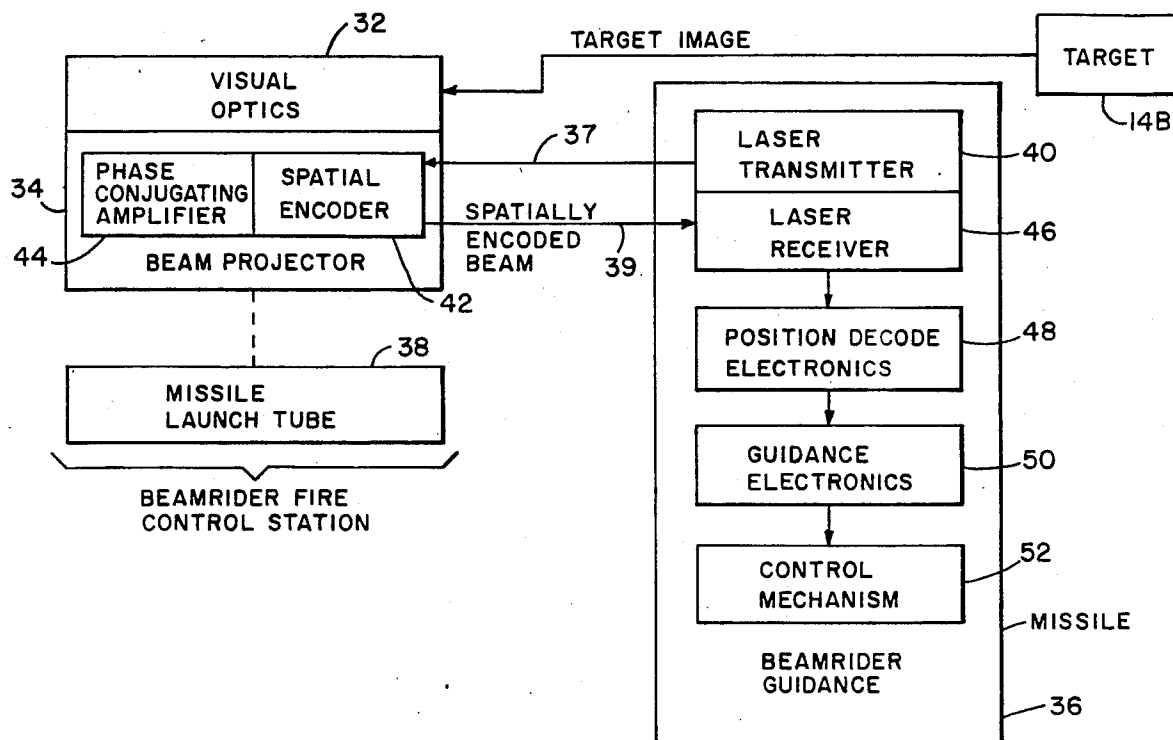 32
TARGET IMAGE
TARGET
14B
VISUAL
OPTICS
34
PHASE
CONJUGATING
AMPLIFIER
SPATIAL
ENCODER
44
42
BEAM PROJECTOR
37
SPATIALLY
ENCODED
BEAM
39
38
MISSILE
LAUNCH TUBE
BEAMRIDER FIRE
CONTROL STATION
LASER
TRANSMITTER
40
LASER
RECEIVER
46
POSITION DECODE
ELECTRONICS
48
GUIDANCE
ELECTRONICS
50
CONTROL
MECHANISM
52
BEAMRIDER
GUIDANCE
MISSILE
36